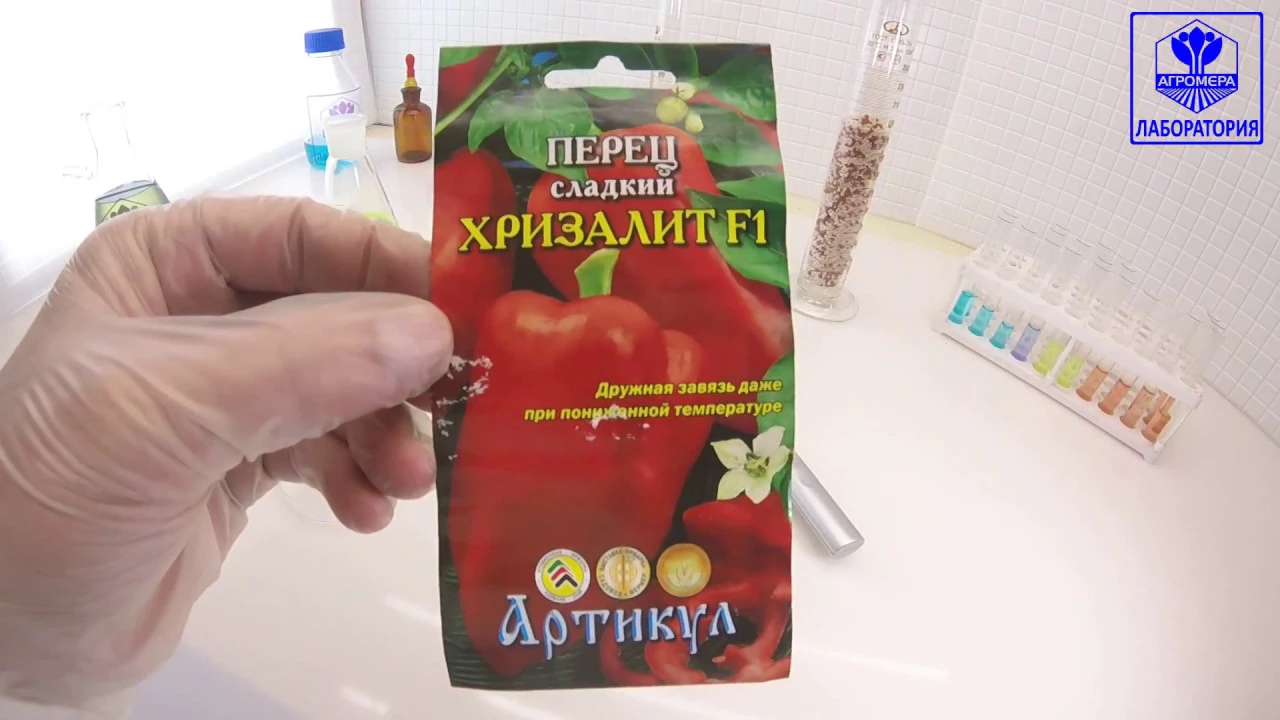 ПЕРЕЦ
сладкий
ХРИЗАЛИТ F1
Дружная завязь даже
при пониженной температуре
Артикул
АГРОМЕРА
ЛАБОРАТОРИЯ